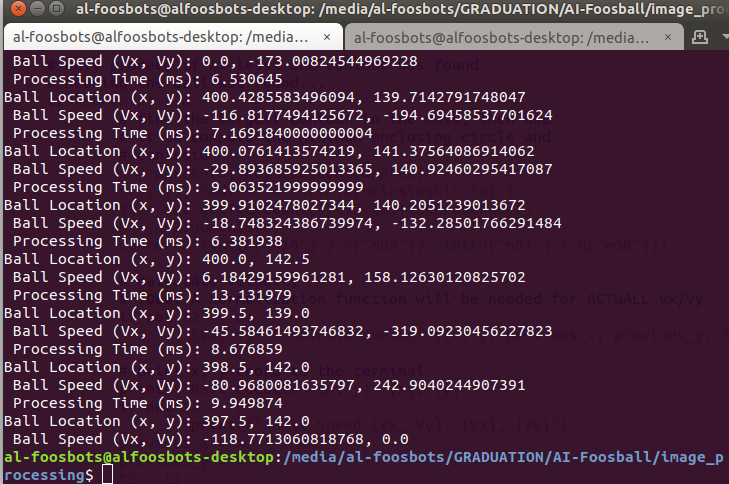 al-foosbots@alfoosbots-desktop: /media/al-foosbots/GRADUATION/AI-Foosball/image_pro
al-foosbots@alfoosbots-desktop: /media... × al-foosbots@alfoosbots-desktop: /media... ×
Ball Speed (Vx, Vy): 0.0, -173.00824544969228
Processing Time (ms): 6.530645
Ball Location (x, y): 400.4285583496094, 139.7142791748047
Ball Speed (Vx, Vy): -116.81774941925672, -194.69458537701624
Processing Time (ms): 7.1691840000000004
Ball Location (x, y): 400.0761413574219, 141.37564086914062
Ball Speed (Vx, Vy): -29.893685925013365, 140.92460295417087
Processing Time (ms): 9.063521999999999
Ball Location (x, y): 399.9102478027344, 140.2051239013672
Ball Speed (Vx, Vy): -18.748324386739974, -132.28501766291484
Processing Time (ms): 6.381938
Ball Location (x, y): 400.0, 142.5
Ball Speed (Vx, Vy): 6.18429159961281, 158.12630120825702
Processing Time (ms): 13.131979
Ball Location (x, y): 399.5, 139.0
Ball Speed (Vx, Vy): -45.58461493746832, -319.092304562278​23
Processing Time (ms): 8.676859
Ball Location (x, y): 398.5, 142.0
Ball Speed (Vx, Vy): -80.9680081635797, 242.9040244907391
Processing Time (ms): 9.949874
Ball Location (x, y): 397.5, 142.0
Ball Speed (Vx, Vy): -118.7713060818768, 0.0
al-foosbots@alfoosbots-desktop:/media/al-foosbots/GRADUATION/AI-Foosball/image_p
rocessing$